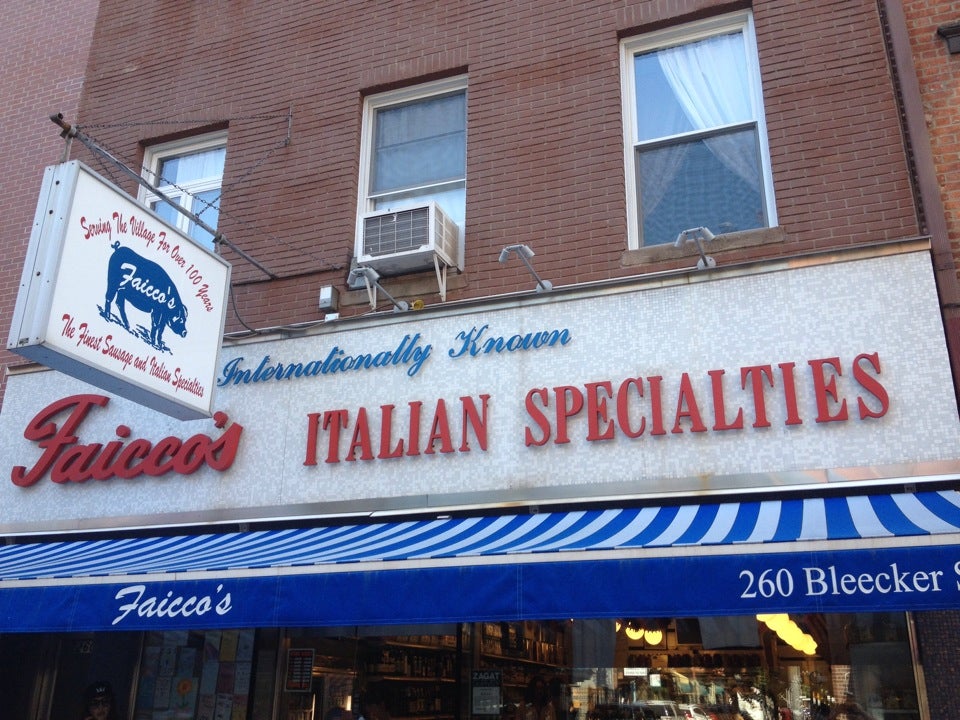 Serving The Village For Over 100 Years
Faicco's
The Finest Sausage and Italian Specialties
Internationally Known
Faicco's ITALIAN SPECIALTIES
Faicco's
260 Bleecker S
ZAGAT